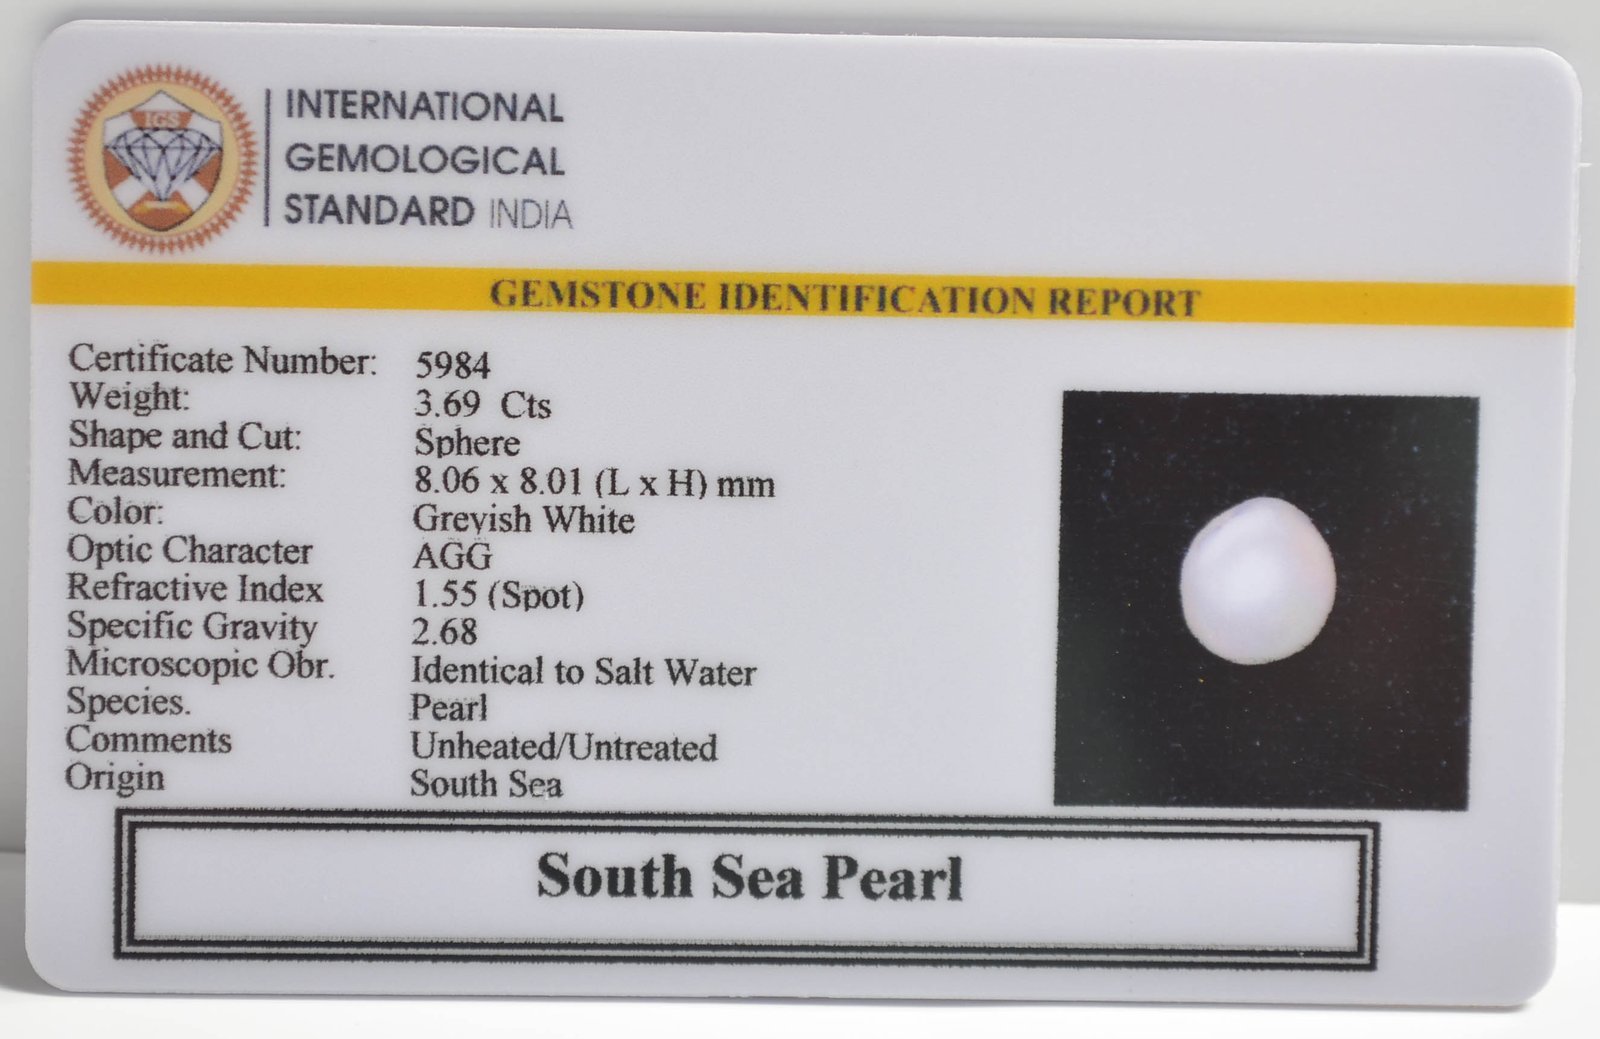 IGS
INTERNATIONAL
GEMOLOGICAL
STANDARD INDIA
GEMSTONE IDENTIFICATION REPORT
Certificate Number: 5984
Weight: 3.69 Cts
Shape and Cut: Sphere
Measurement: 8.06 x 8.01 (L x H) mm
Color: Greyish White
Optic Character AGG
Refractive Index 1.55 (Spot)
Specific Gravity 2.68
Microscopic Obr. Identical to Salt Water
Species. Pearl
Comments Unheated/Untreated
Origin South Sea
South Sea Pearl